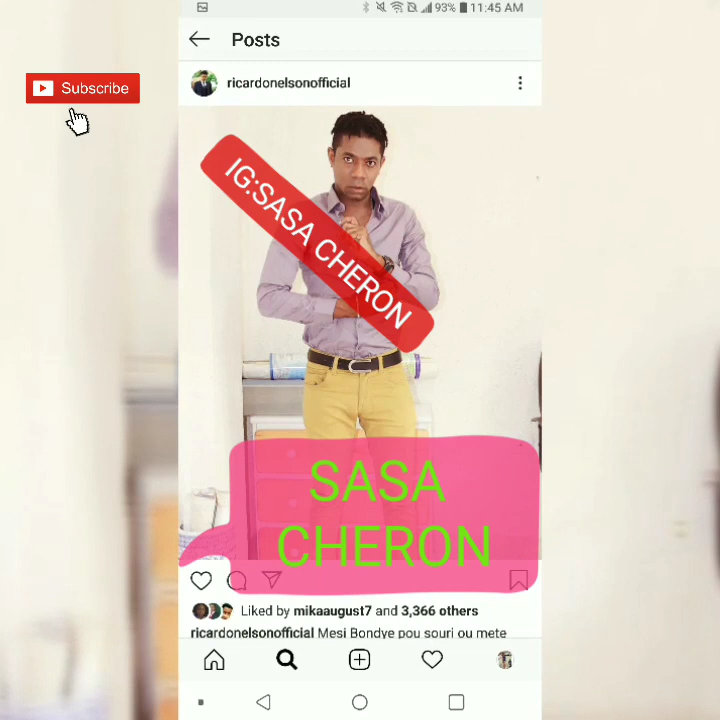 93% 11:45 AM
Posts
Subscribe
ricardonelsonofficial
IG:SASA CHERON
SASA
CHERON
Liked by mikaaugust7 and 3,366 others
ricardonelsonofficial Mesi Bondye pou souri ou mete